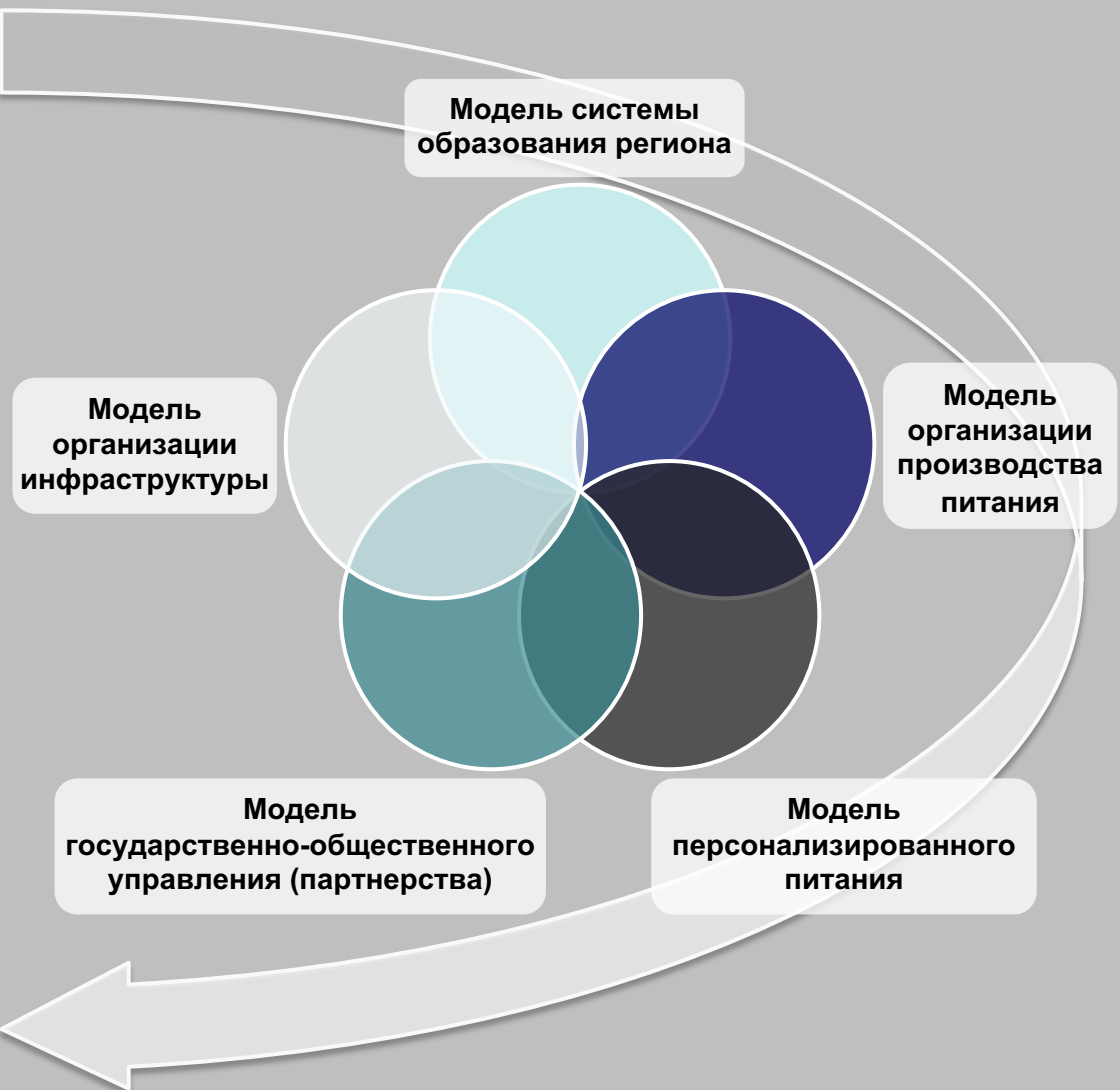 Модель системы
образования региона
Модель
организации
инфраструктуры
Модель
организации
производства
питания
Модель
государственно-общественного
управления (партнерства)
Модель
персонализированного
питания